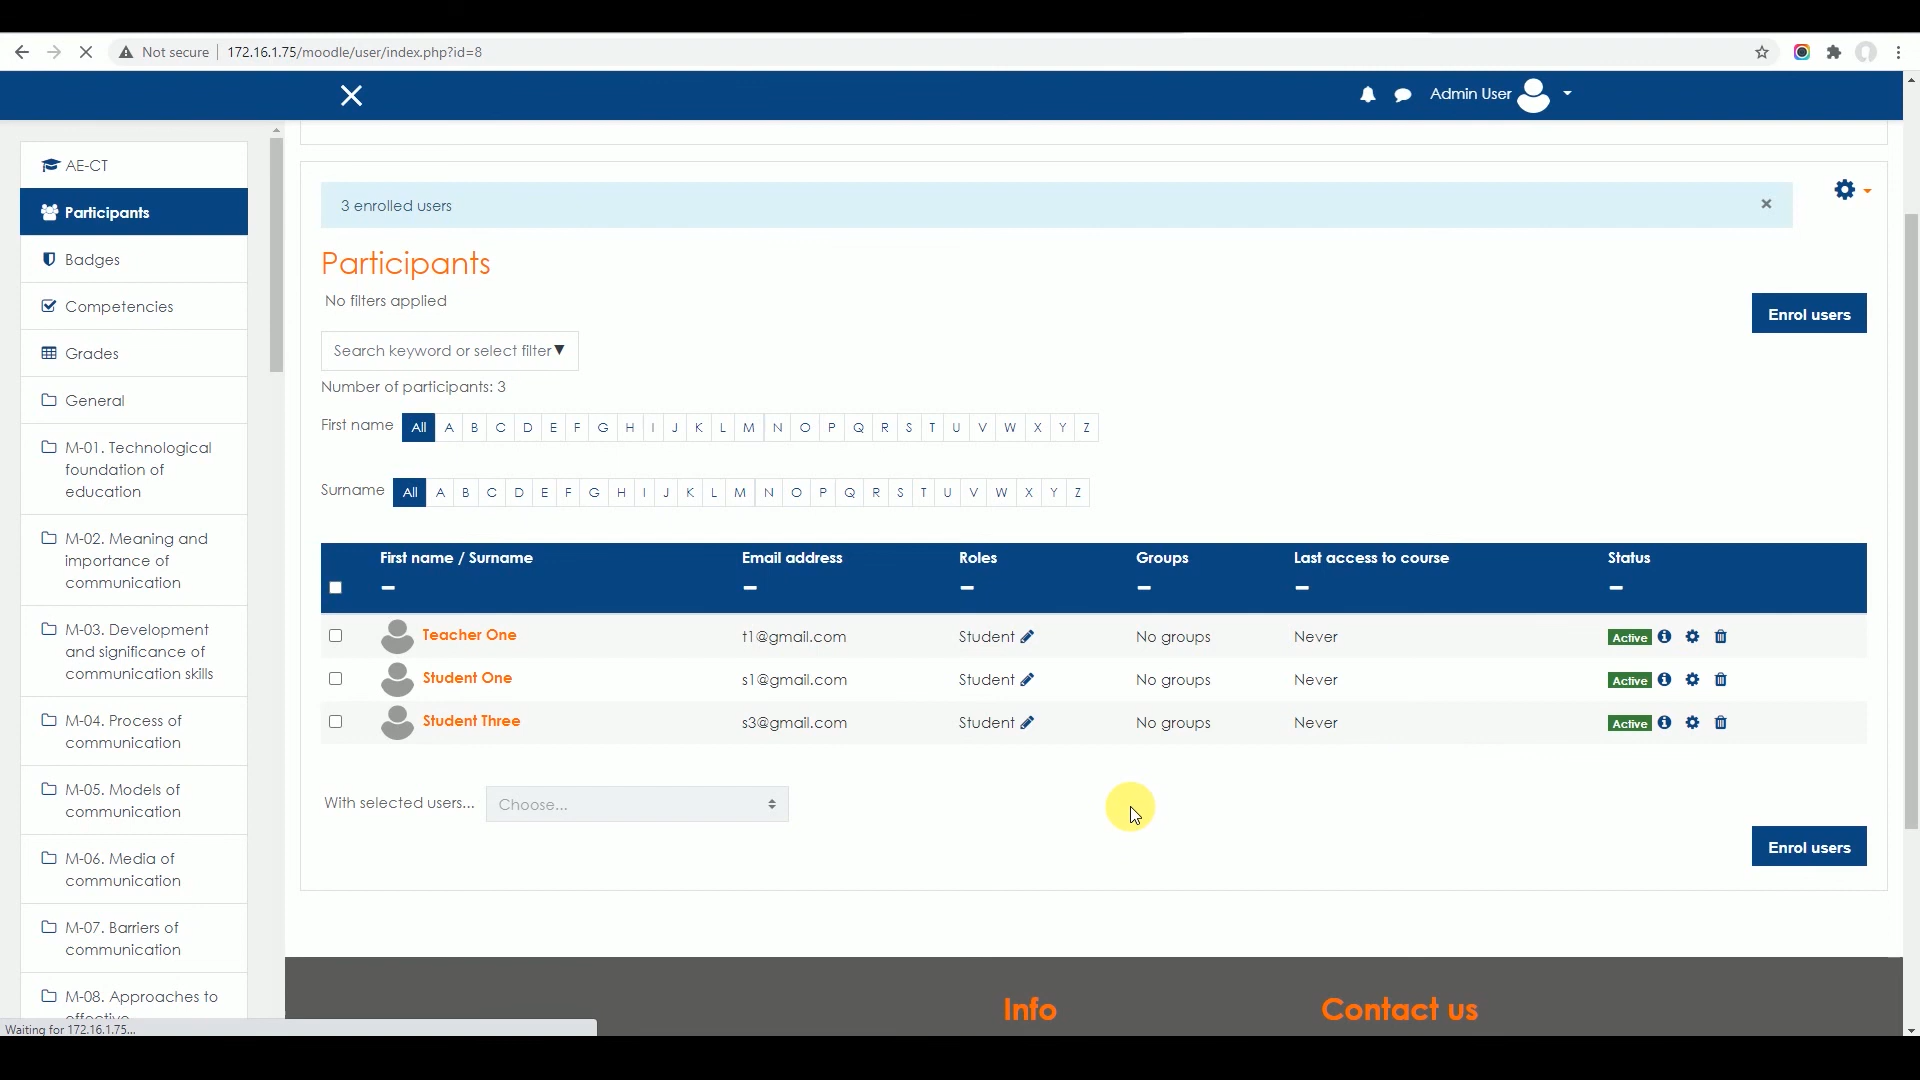 Not secure 172.16.1.75/moodle/user/index.php?id=8
Admin User
AE-CT
Participants
Badges
Competencies
Grades
General
M-01. Technological
foundation of
education
M-02. Meaning and
importance of
communication
M-03. Development
and significance of
communication skills
M-04. Process of
communication
M-05. Models of
communication
M-06. Media of
communication
M-07. Barriers of
communication
M-08. Approaches to
effective
Waiting for 172.16.1.75...
3 enrolled users ×
Participants
No filters applied
Enrol users
Search keyword or select filter▼
Number of participants: 3
First name All A B C D E F G H I J K L M N O P Q R S T U V W X Y Z
Surname All A B C D E F G H I J K L M N O P Q R S T U V W X Y Z
First name / Surname Email address Roles Groups Last access to course Status
Teacher One t1@gmail.com Student No groups Never Active
Student One s1@gmail.com Student No groups Never Active
Student Three s3@gmail.com Student No groups Never Active
With selected users... Choose...
Enrol users
Info Contact us